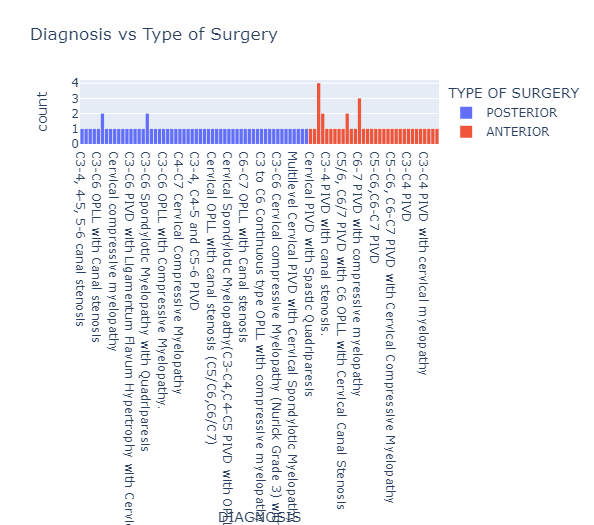 Diagnosis vs Type of Surgery
count
4
3
2
1
0
TYPE OF SURGERY
POSTERIOR
ANTERIOR
C3-4, 4-5, 5-6 canal stenosis
C3-C6 OPLL with Canal stenosis
Cervical compressive myelopathy
C3-C6 PIVD with Ligamentum Flavum Hypertrophy with Cervi
C3-C6 Spondylotic Myelopathy with Quadriparesis
C3-C6 OPLL with Compressive Myelopathy.
C4-C7 Cervical Compressive Myelopathy
C3-4, C4-5 and C5-6 PIVD
Cervical OPLL with canal stenosis (C5/C6,C6/C7)
Cervical Spondylotic Myelopathy(C3-C4,C4-C5 PIVD with OPLL
C6-C7 OPLL with Canal stenosis
C3 to C6 Continuous type OPLL with compressive myelopath
C3-C6 Cervical compressive Myelopathy (Nurick Grade 3) wit
Multilevel Cervical PIVD with Cervical Spondylotic Myelopath
Cervical PIVD with Spastic Quadriparesis
C3-4 PIVD with canal stenosis.
C5/6, C6/7 PIVD with C6 OPLL with Cervical Canal Stenosis
C6-7 PIVD with compressive myelopathy
C5-C6,C6-C7 PIVD
C5-C6, C6-C7 PIVD with Cervical Compressive Myelopathy
C3-C4 PIVD
C3-C4 PIVD with cervical myelopathy
DIAGNOSIS